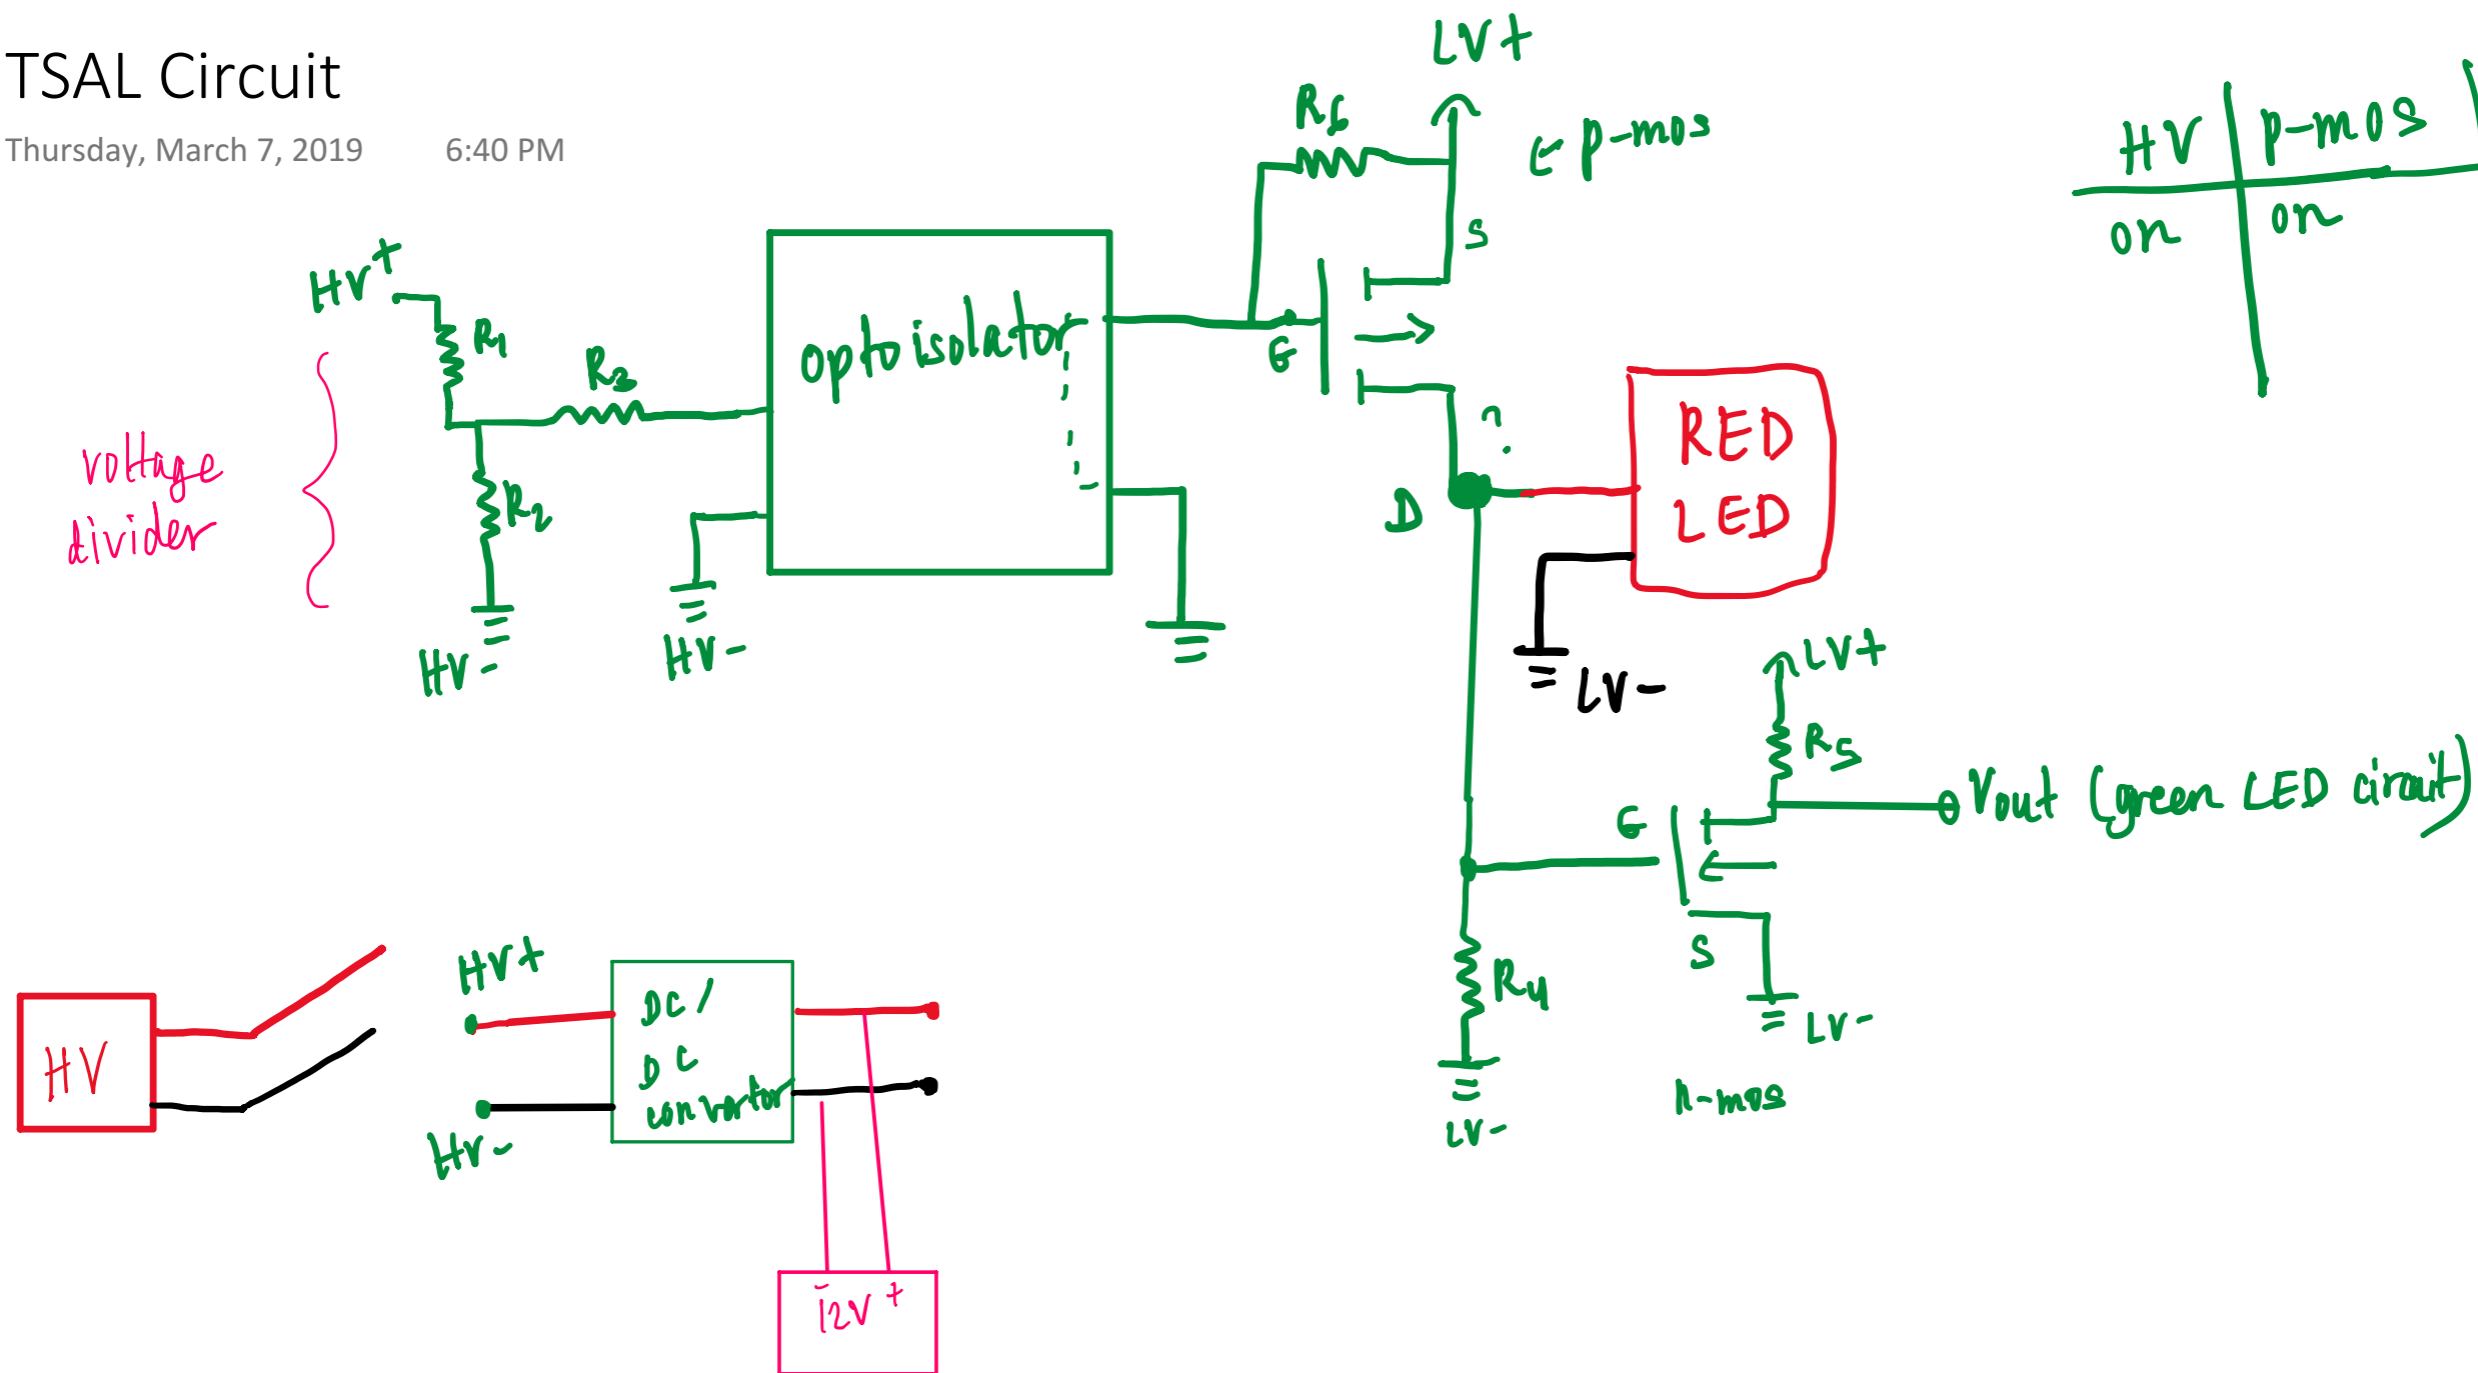 TSAL Circuit
Thursday, March 7, 2019 6:40 PM
LV+
R6
← p-mos
HV p-mos
on on
S
HV+
R1
optoisolator
G
R3
voltage
divider
R2
?
D
RED
LED
HV-
HV-
LV-
LV+
R5
Vout (green LED circuit)
G
S
R4
LV-
LV-
n-mos
HV+
HV
DC/
DC
convertor
HV-
- 12V +